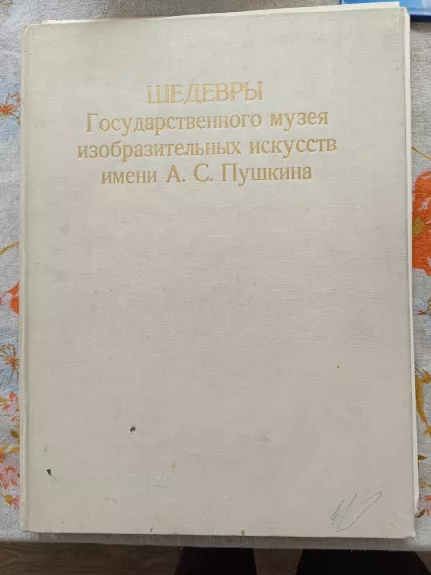 ШЕДЕВРЫ
Государственного музея
изобразительных искусств
имени А. С. Пушкина